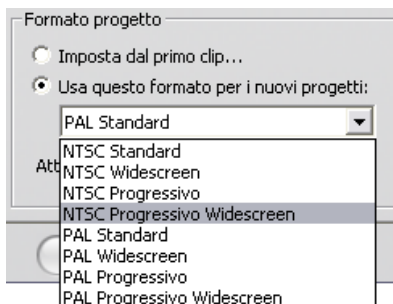 Formato progetto
Imposta dal primo clip...
Usa questo formato per i nuovi progetti:
PAL Standard
NTSC Standard
Att
NTSC Widescreen
NTSC Progressivo
NTSC Progressivo Widescreen
PAL Standard
PAL Widescreen
PAL Progressivo
PAL Progressivo Widescreen